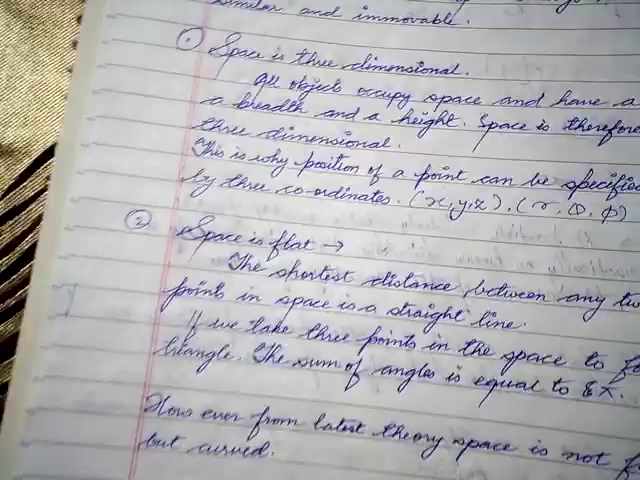 similar and immovable.
① Space is three dimensional.
All objects occupy space and have a
a breadth and a height. Space is therefore
three dimensional.
This is why position of a point can be specifie
by three co-ordinates. (x, y, z), (r, θ, φ)
② Space is flat →
The shortest distance between any two
points in space is a straight line.
If we take three points in the space to
triangle. The sum of angles is equal to π.
How ever from latest theory space is not
but curved.